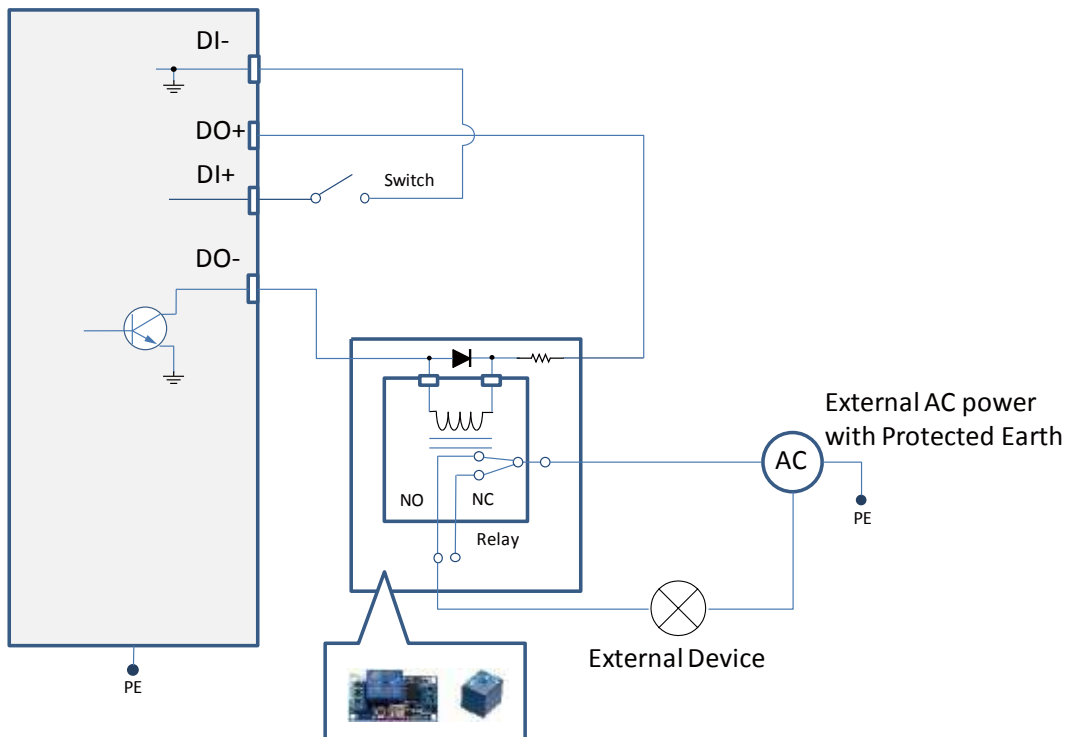 DI-
DO+
DI+
Switch
DO-
External AC power
with Protected Earth
AC
NO
NC
PE
Relay
External Device
PE